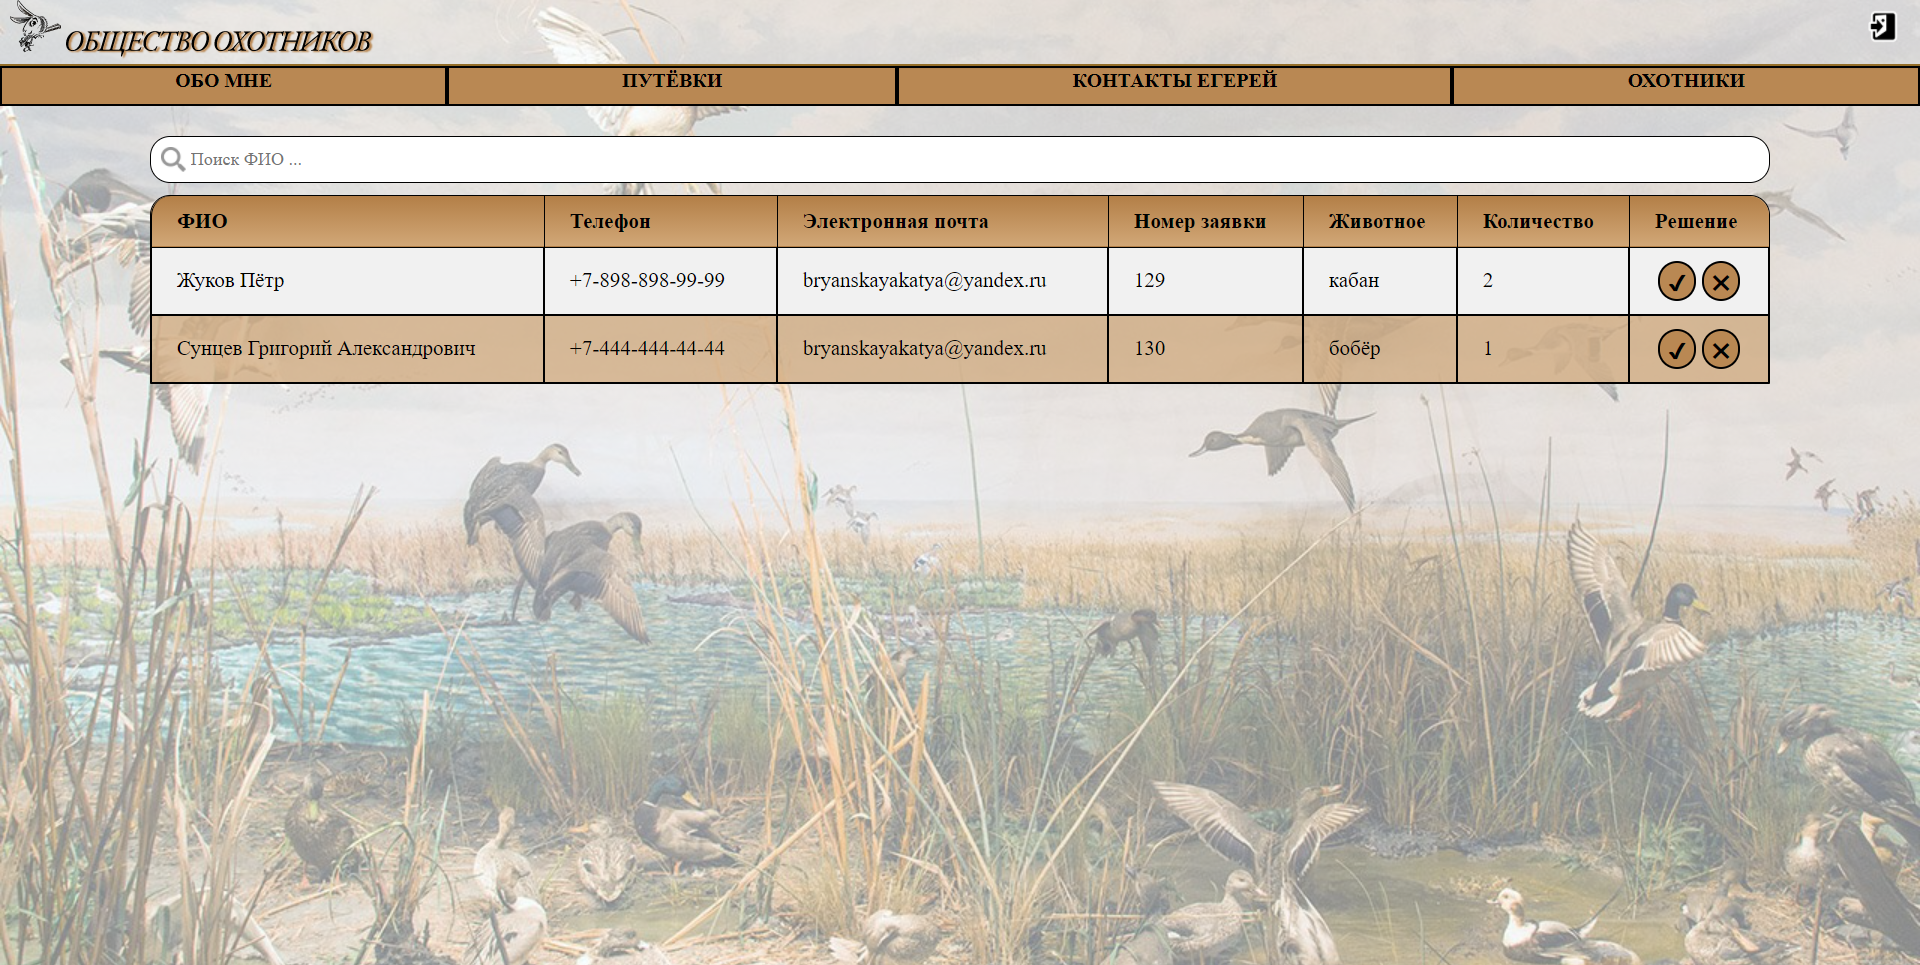 ОБЩЕСТВО ОХОТНИКОВ
ОБО МНЕ ПУТЁВКИ КОНТАКТЫ ЕГЕРЕЙ ОХОТНИКИ
Поиск ФИО ...
ФИО Телефон Электронная почта Номер заявки Животное Количество Решение
Жуков Пётр +7-898-898-99-99 bryanskayakatya@yandex.ru 129 кабан 2
Сунцев Григорий Александрович +7-444-444-44-44 bryanskayakatya@yandex.ru 130 бобёр 1